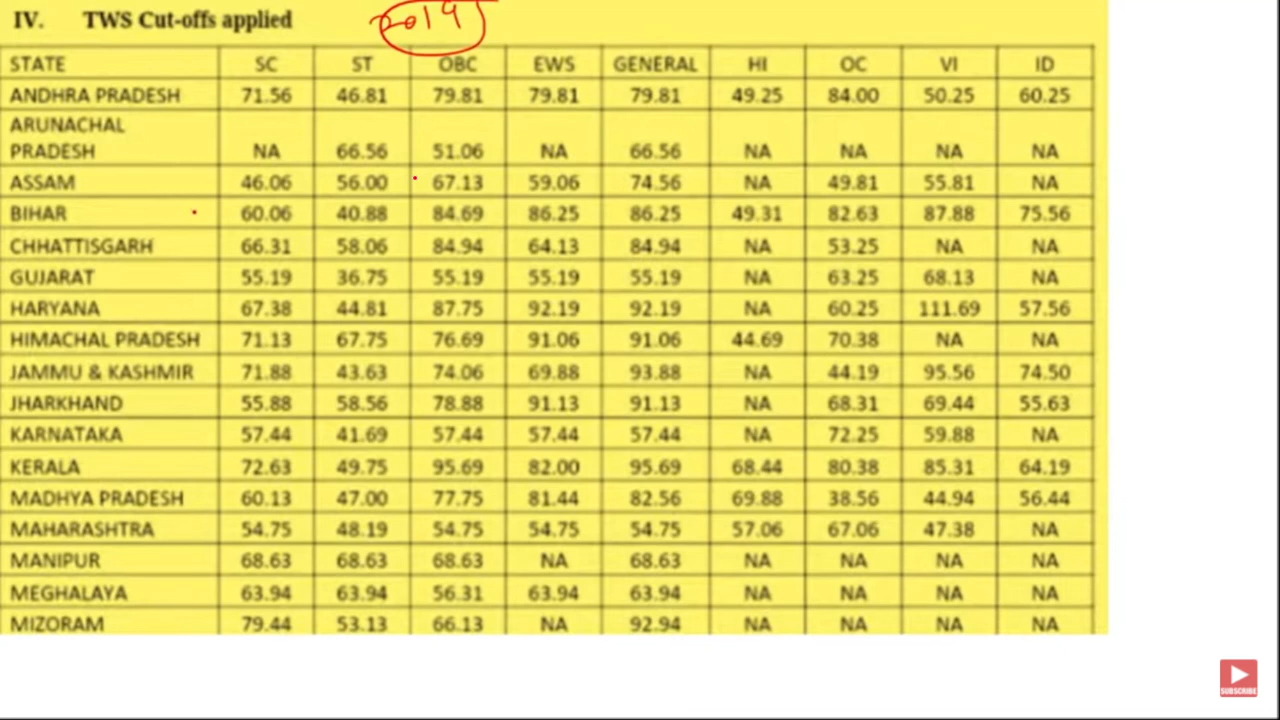 IV. TWS Cut-offs applied 2019
STATE SC ST OBC EWS GENERAL HI OC VI ID
ANDHRA PRADESH 71.56 46.81 79.81 79.81 79.81 49.25 84.00 50.25 60.25
ARUNACHAL
PRADESH NA 66.56 51.06 NA 66.56 NA NA NA NA
ASSAM 46.06 56.00 67.13 59.06 74.56 NA 49.81 55.81 NA
BIHAR 60.06 40.88 84.69 86.25 86.25 49.31 82.63 87.88 75.56
CHHATTISGARH 66.31 58.06 84.94 64.13 84.94 NA 53.25 NA NA
GUJARAT 55.19 36.75 55.19 55.19 55.19 NA 63.25 68.13 NA
HARYANA 67.38 44.81 87.75 92.19 92.19 NA 60.25 111.69 57.56
HIMACHAL PRADESH 71.13 67.75 76.69 91.06 91.06 44.69 70.38 NA NA
JAMMU & KASHMIR 71.88 43.63 74.06 69.88 93.88 NA 44.19 95.56 74.50
JHARKHAND 55.88 58.56 78.88 91.13 91.13 NA 68.31 69.44 55.63
KARNATAKA 57.44 41.69 57.44 57.44 57.44 NA 72.25 59.88 NA
KERALA 72.63 49.75 95.69 82.00 95.69 68.44 80.38 85.31 64.19
MADHYA PRADESH 60.13 47.00 77.75 81.44 82.56 69.88 38.56 44.94 56.44
MAHARASHTRA 54.75 48.19 54.75 54.75 54.75 57.06 67.06 47.38 NA
MANIPUR 68.63 68.63 68.63 NA 68.63 NA NA NA NA
MEGHALAYA 63.94 63.94 56.31 63.94 63.94 NA NA NA NA
MIZORAM 79.44 53.13 66.13 NA 92.94 NA NA NA NA
SUBSCRIBE